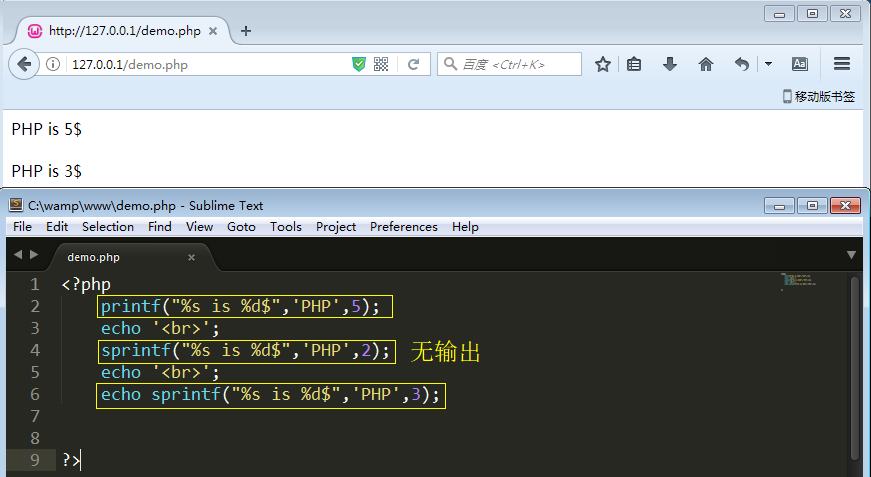 http://127.0.0.1/demo.php
127.0.0.1/demo.php
百度 <Ctrl+K>
移动版书签
PHP is 5$
PHP is 3$
C:\wamp\www\demo.php - Sublime Text
File Edit Selection Find View Goto Tools Project Preferences Help
demo.php
1 <?php
2 printf("%s is %d$",'PHP',5);
3 echo '<br>';
4 sprintf("%s is %d$",'PHP',2); 无输出
5 echo '<br>';
6 echo sprintf("%s is %d$",'PHP',3);
7
8
9 ?>